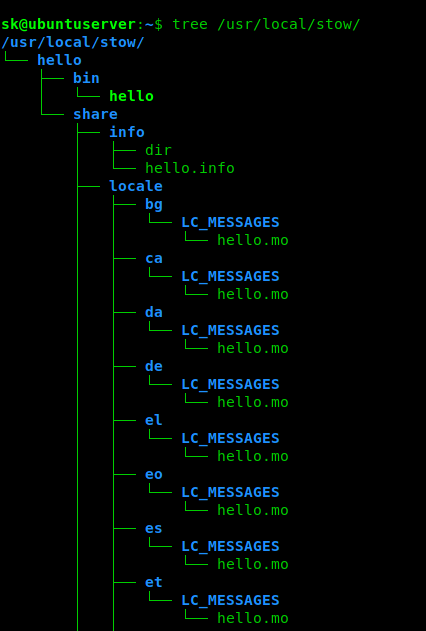 sk@ubuntuserver:~$ tree /usr/local/stow/
/usr/local/stow/
└── hello
    ├── bin
    │   └── hello
    └── share
        ├── info
        │   ├── dir
        │   └── hello.info
        ├── locale
        │   ├── bg
        │   │   └── LC_MESSAGES
        │   │       └── hello.mo
        │   ├── ca
        │   │   └── LC_MESSAGES
        │   │       └── hello.mo
        │   ├── da
        │   │   └── LC_MESSAGES
        │   │       └── hello.mo
        │   ├── de
        │   │   └── LC_MESSAGES
        │   │       └── hello.mo
        │   ├── el
        │   │   └── LC_MESSAGES
        │   │       └── hello.mo
        │   ├── eo
        │   │   └── LC_MESSAGES
        │   │       └── hello.mo
        │   ├── es
        │   │   └── LC_MESSAGES
        │   │       └── hello.mo
        │   ├── et
        │   │   └── LC_MESSAGES
        │   │       └── hello.mo